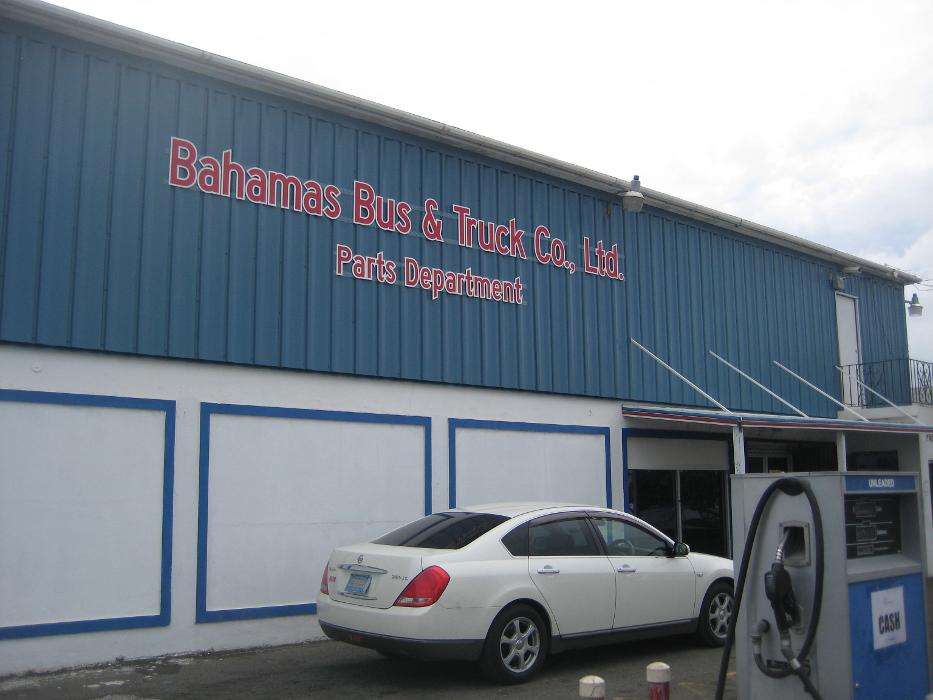 Bahamas Bus & Truck Co., Ltd.
Parts Department
UNLEADED
CASH